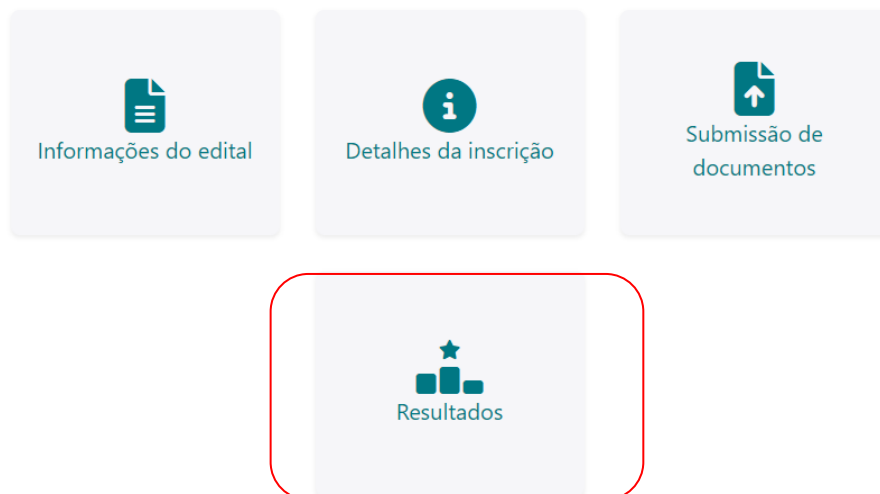 Informações do edital
Detalhes da inscrição
Submissão de
documentos
Resultados